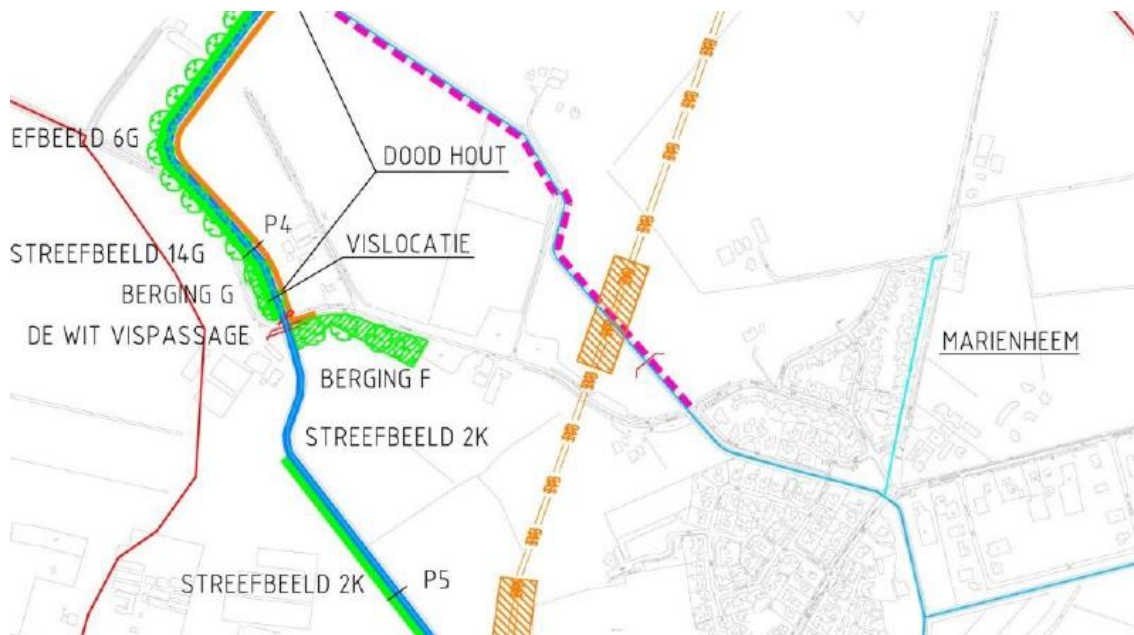 EFBEELD 6G
DOOD HOUT
P4
STREEFBEELD 14G
VISLOCATIE
BERGING G
DE WIT VISPASSAGE
MARIENHEEM
BERGING F
STREEFBEELD 2K
STREEFBEELD 2K
P5